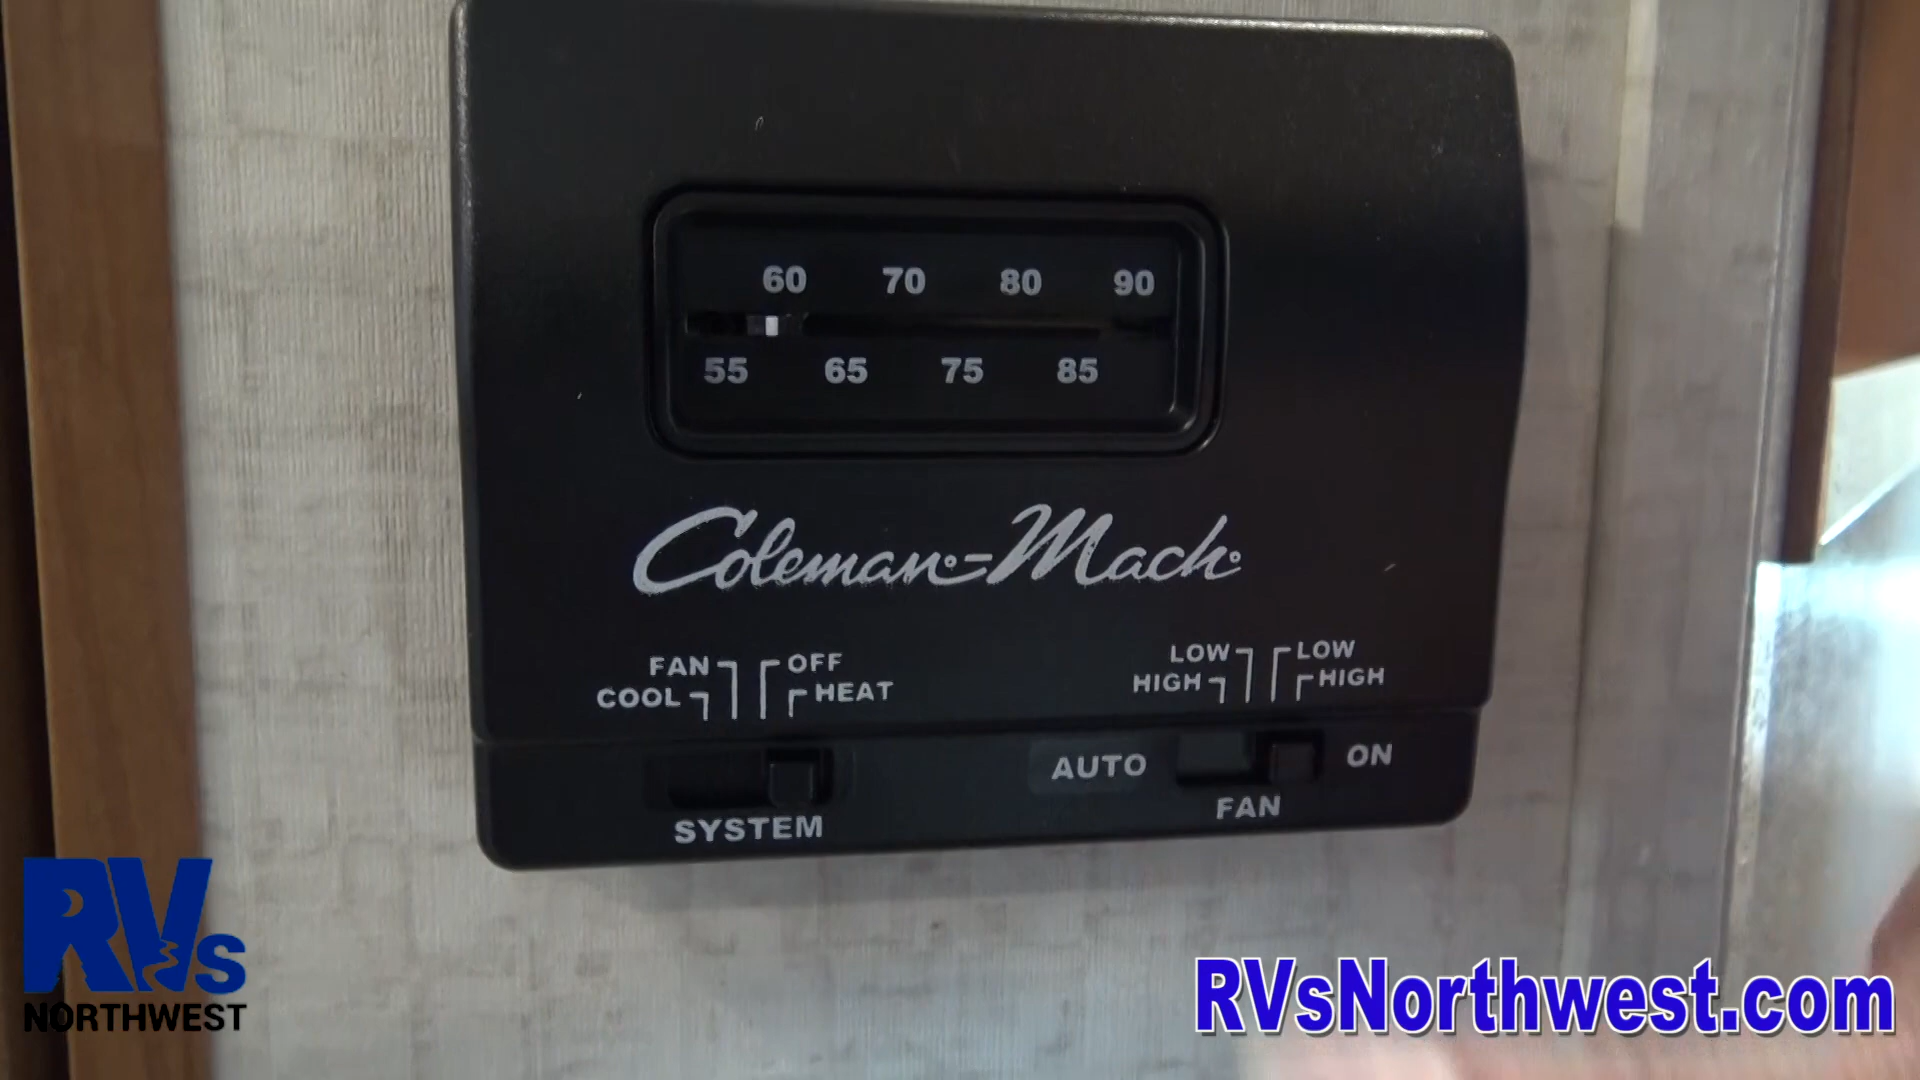 60 70 80 90
55 65 75 85
Coleman-Mach
FAN OFF
COOL HEAT
LOW LOW
HIGH HIGH
AUTO ON
SYSTEM FAN
RVs
NORTHWEST
RVsNorthwest.com